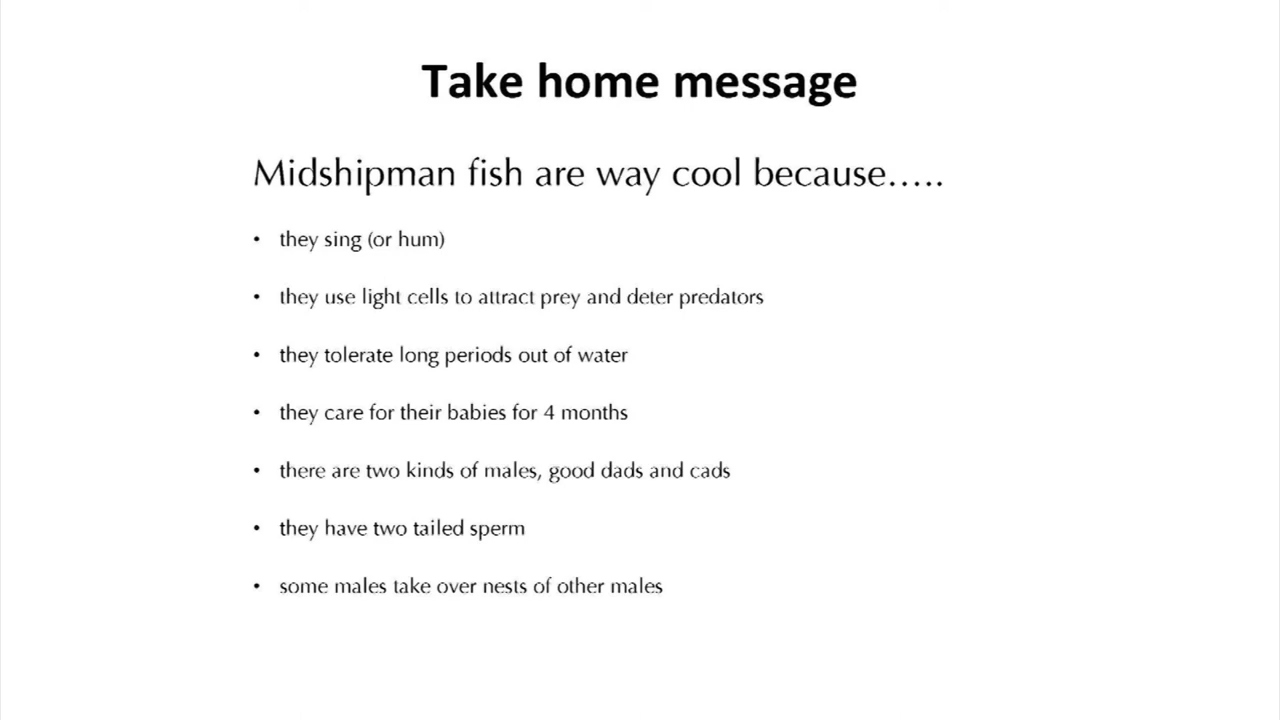 Take home message
Midshipman fish are way cool because.....
• they sing (or hum)
• they use light cells to attract prey and deter predators
• they tolerate long periods out of water
• they care for their babies for 4 months
• there are two kinds of males, good dads and cads
• they have two tailed sperm
• some males take over nests of other males